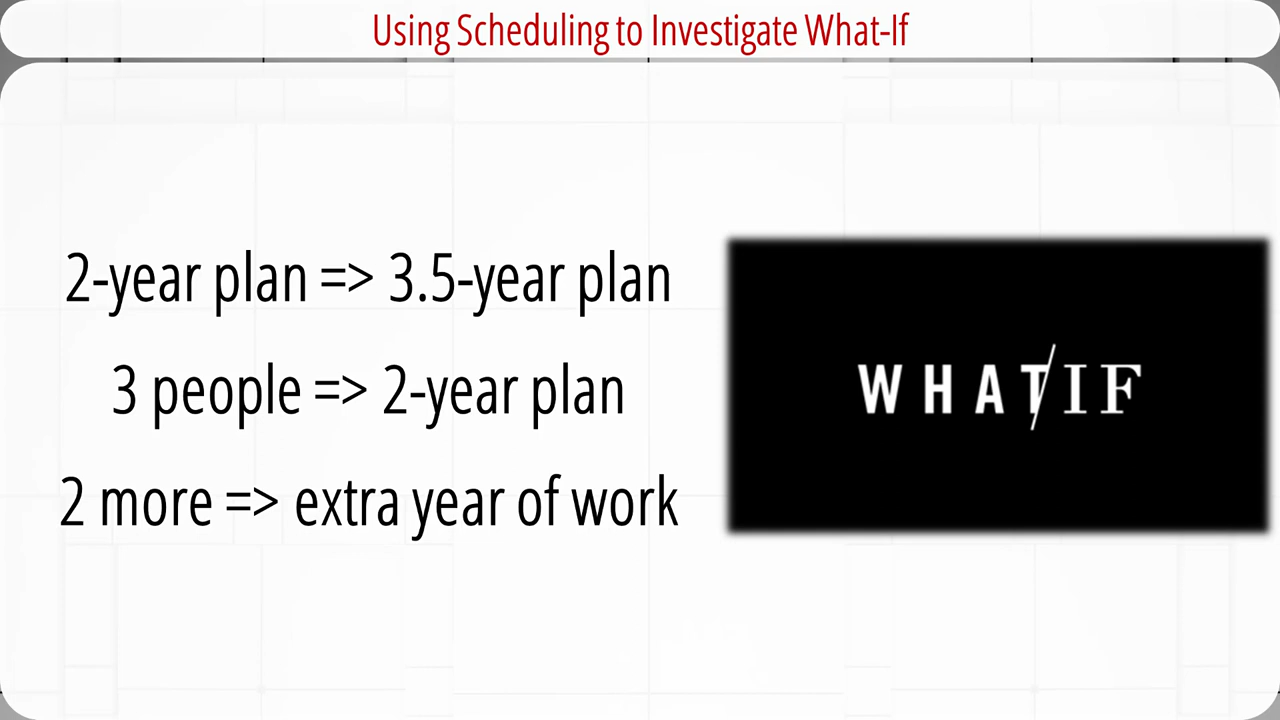 Using Scheduling to Investigate What-If
2-year plan => 3.5-year plan
3 people => 2-year plan
2 more => extra year of work
WHAT/IF